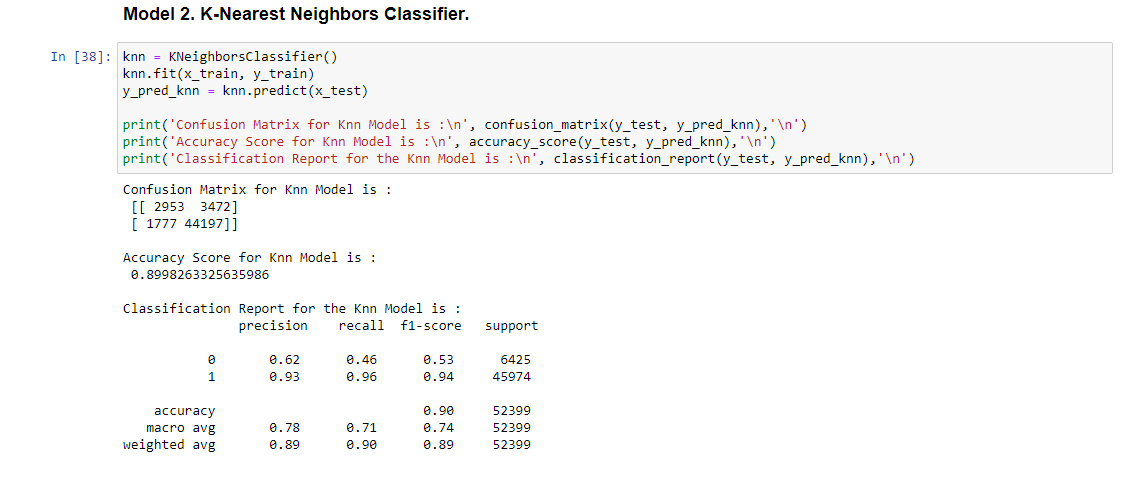 Model 2. K-Nearest Neighbors Classifier.
In [38]: knn = KNeighborsClassifier()
knn.fit(x_train, y_train)
y_pred_knn = knn.predict(x_test)
print('Confusion Matrix for Knn Model is :\n', confusion_matrix(y_test, y_pred_knn),'\n')
print('Accuracy Score for Knn Model is :\n', accuracy_score(y_test, y_pred_knn),'\n')
print('Classification Report for the Knn Model is :\n', classification_report(y_test, y_pred_knn),'\n')
Confusion Matrix for Knn Model is :
[[ 2953 3472]
[ 1777 44197]]
Accuracy Score for Knn Model is :
0.8998263325635986
Classification Report for the Knn Model is :
precision recall f1-score support
0 0.62 0.46 0.53 6425
1 0.93 0.96 0.94 45974
accuracy 0.90 52399
macro avg 0.78 0.71 0.74 52399
weighted avg 0.89 0.90 0.89 52399